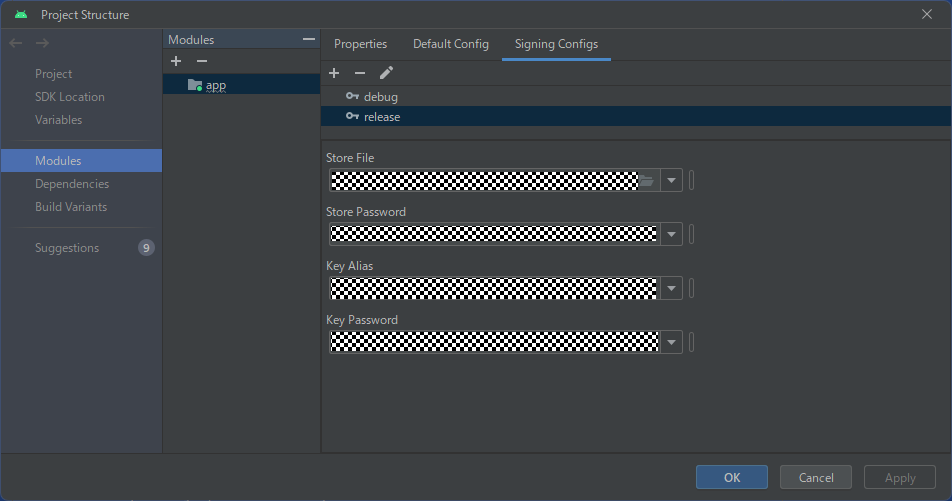 Project Structure
Project
SDK Location
Variables
Modules
Dependencies
Build Variants
Suggestions 9
Modules
app
Properties Default Config Signing Configs
debug
release
Store File
Store Password
Key Alias
Key Password
OK Cancel Apply